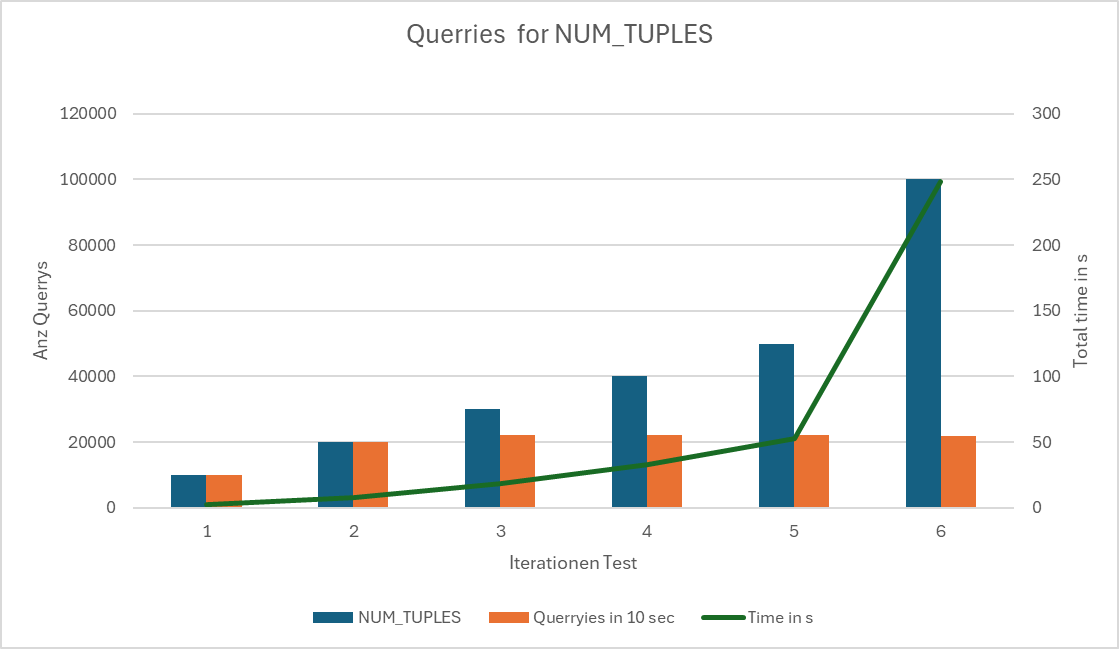 Querries for NUM_TUPLES
120000
100000
80000
60000
40000
20000
0
Anz Querrys
300
250
200
150
100
50
0
Total time in s
1 2 3 4 5 6
Iterationen Test
NUM_TUPLES Querryies in 10 sec Time in s